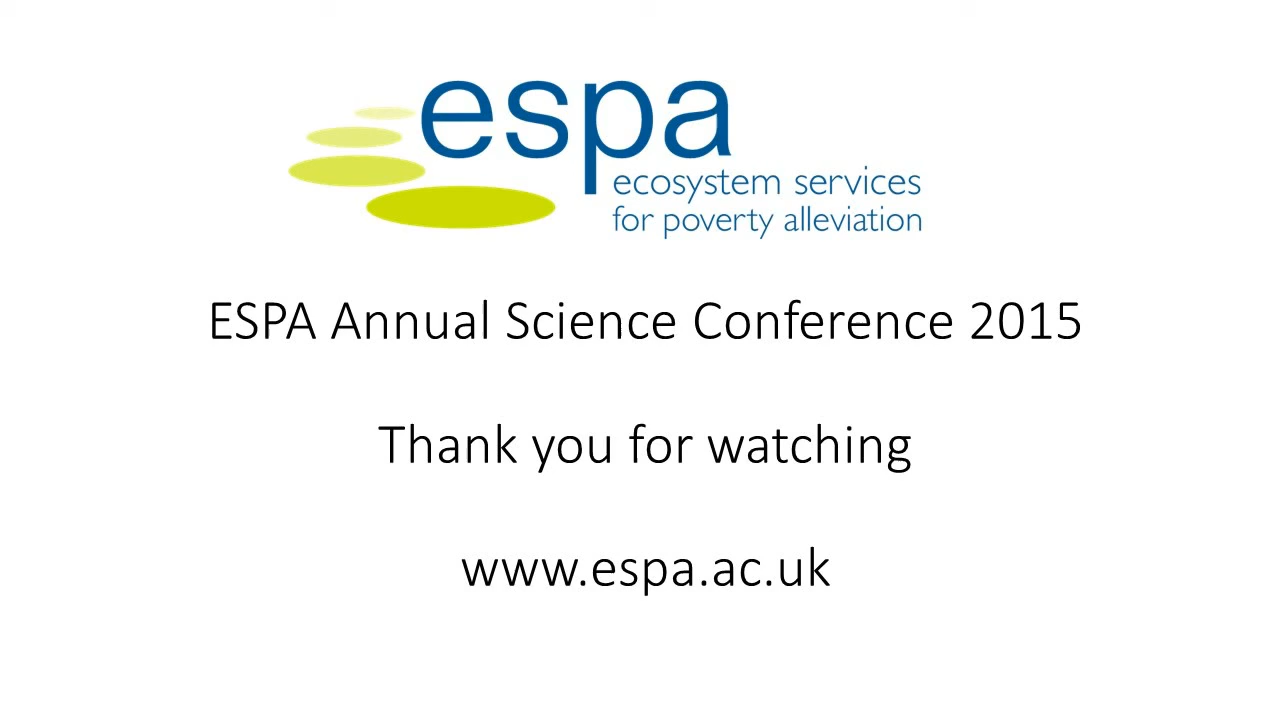 espa
ecosystem services
for poverty alleviation
ESPA Annual Science Conference 2015
Thank you for watching
www.espa.ac.uk